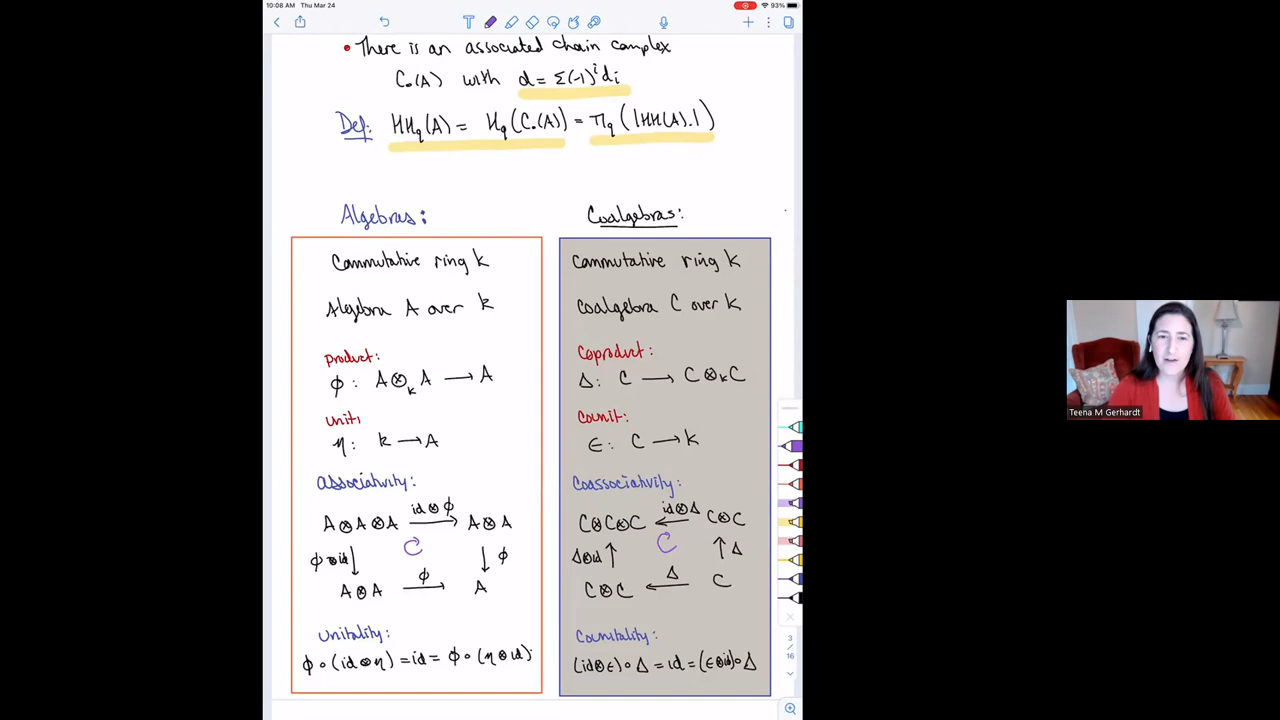 10:08 AM Thu Mar 24
93%
• There is an associated chain complex
C•(A) with d = Σ(-1)^i d_i
Def: HH_q(A) = H_q(C•(A)) = π_q(|HH(A)•|)
Algebras:
Commutative ring k
Algebra A over k
product:
φ: A ⊗_k A → A
unit:
η: k → A
associativity:
A⊗A⊗A id⊗φ → A⊗A
φ⊗id ↓ ↓ φ
A⊗A φ → A
Unitality:
φ∘(id⊗η) = id = φ∘(η⊗id)
Coalgebras:
Commutative ring k
Coalgebra C over k
Coproduct:
Δ: C → C ⊗_k C
Counit:
ε: C → k
Coassociativity:
C⊗C⊗C id⊗Δ ← C⊗C
Δ⊗id ↑ ↑ Δ
C⊗C Δ ← C
Counitality:
(id⊗ε)∘Δ = id = (ε⊗id)∘Δ
3
/
16
Teena M Gerhardt